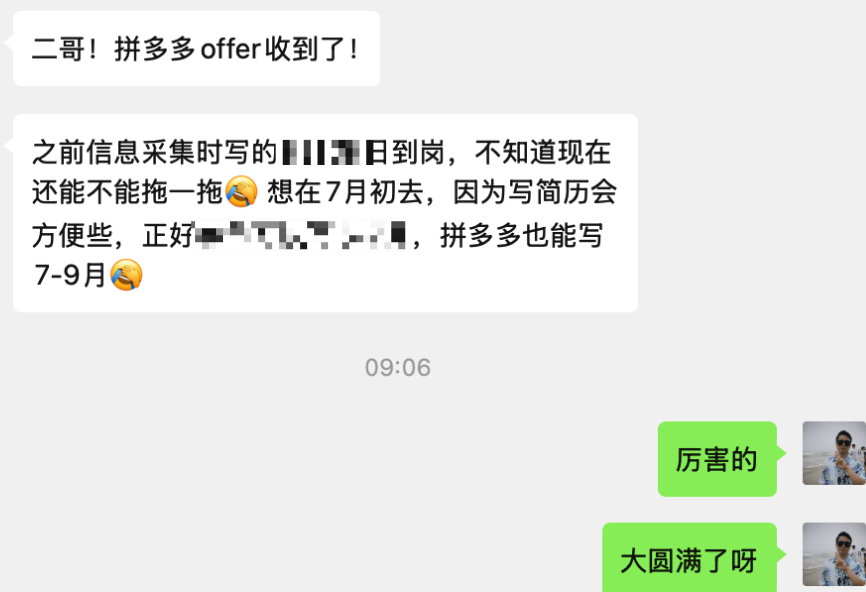 二哥！拼多多offer收到了！
之前信息采集时写的日到岗，不知道现在
还能不能拖一拖🤦 想在7月初去，因为写简历会
方便些，正好，拼多多也能写
7-9月🤦
09:06
厉害的
大圆满了呀